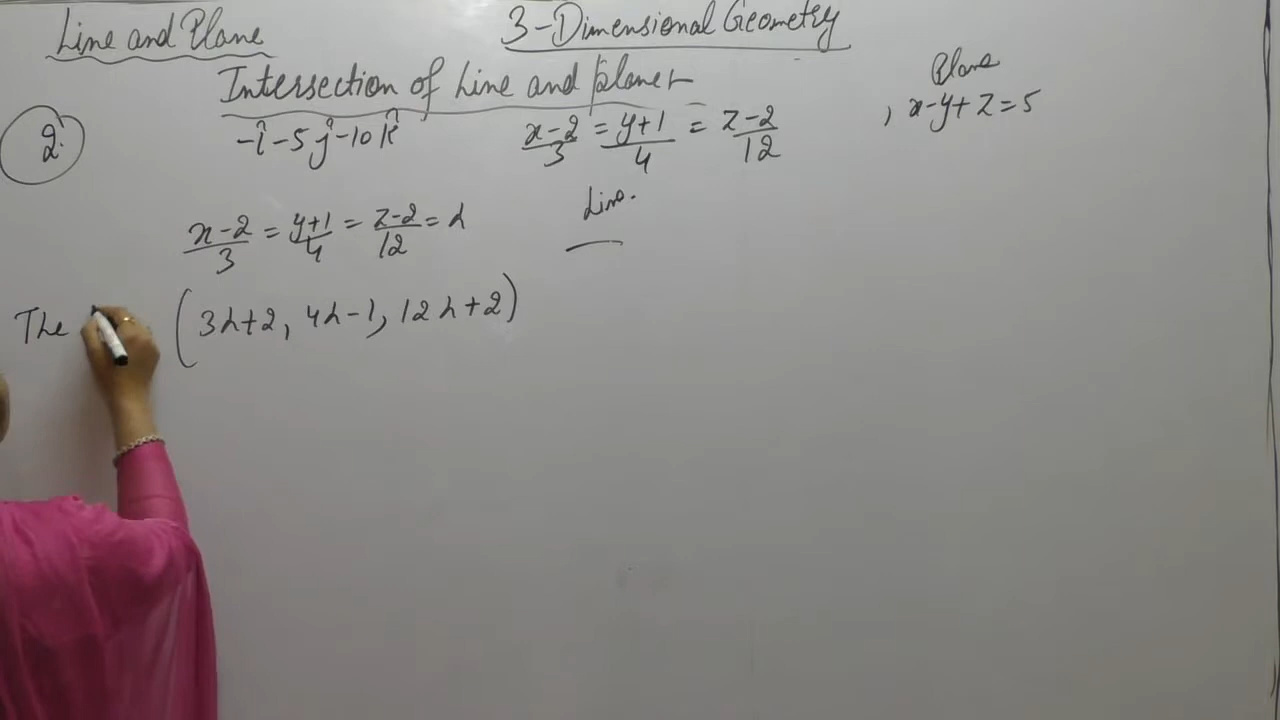 Line and Plane
3-Dimensional Geometry
Intersection of Line and plane
Plane
2.
-î-5ĵ-10k̂
x-2/3 = y+1/4 = z-2/12
, x-y+z=5
Line.
x-2/3 = y+1/4 = z-2/12 = λ
The (3λ+2, 4λ-1, 12λ+2)